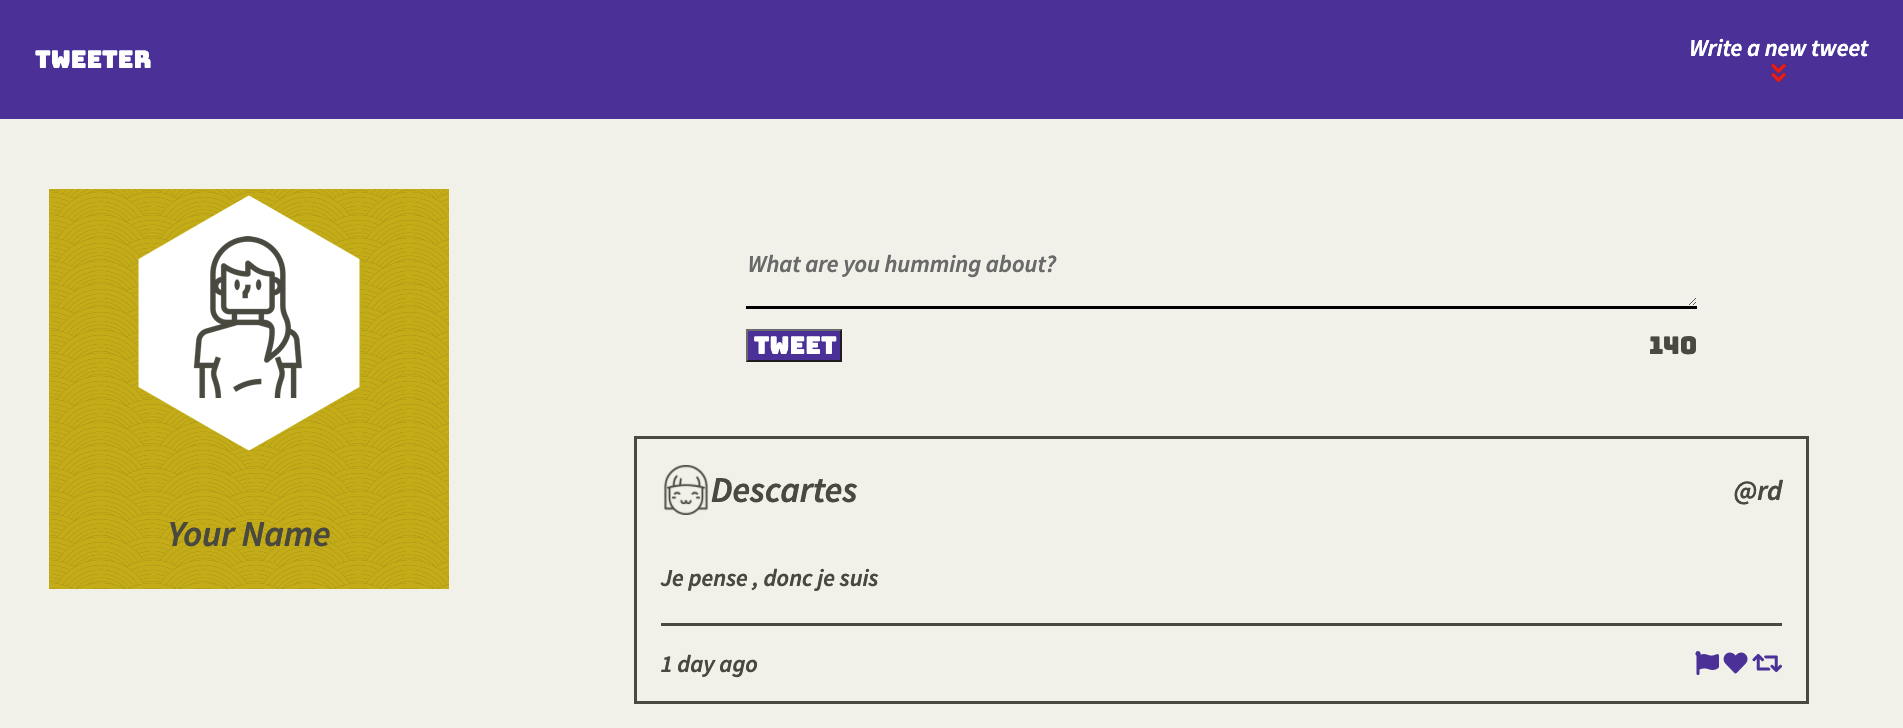 TWEETER
Write a new tweet
Your Name
What are you humming about?
TWEET
140
Descartes
@rd
Je pense , donc je suis
1 day ago